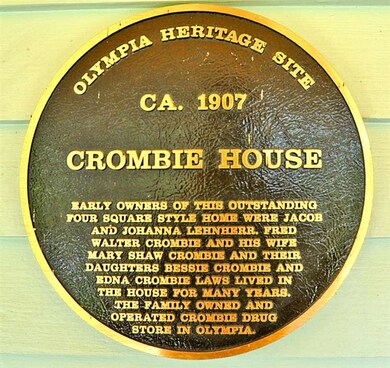 OLYMPIA HERITAGE SITE
CA. 1907
CROMBIE HOUSE
EARLY OWNERS OF THIS OUTSTANDING
FOUR SQUARE STYLE HOME WERE JACOB
AND JOHANNA LEHNHERR. FRED
WALTER CROMBIE AND HIS WIFE
MARY SHAW CROMBIE AND THEIR
DAUGHTERS BESSIE CROMBIE AND
EDNA CROMBIE LAWS LIVED IN
THE HOUSE FOR MANY YEARS.
THE FAMILY OWNED AND
OPERATED CROMBIE DRUG
STORE IN OLYMPIA.